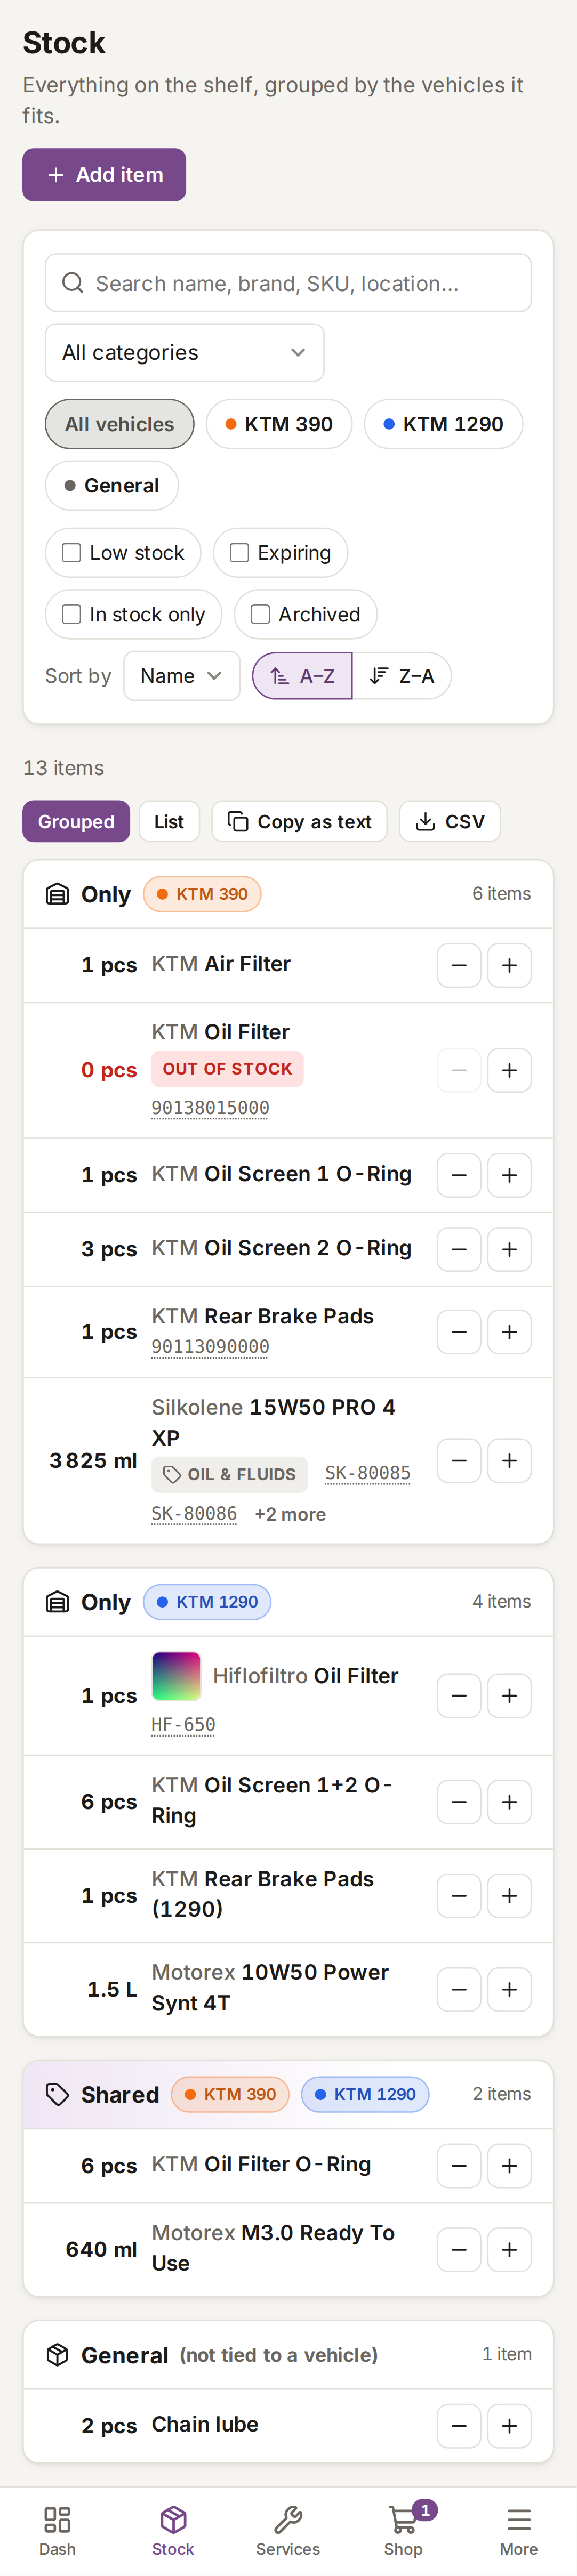 Stock
Everything on the shelf, grouped by the vehicles it
fits.
+ Add item
Search name, brand, SKU, location...
All categories
All vehicles KTM 390 KTM 1290
General
Low stock Expiring
In stock only Archived
Sort by Name A–Z Z–A
13 items
Grouped List Copy as text CSV
Only KTM 390 6 items
1 pcs KTM Air Filter
KTM Oil Filter
0 pcs OUT OF STOCK
90138015000
1 pcs KTM Oil Screen 1 O-Ring
3 pcs KTM Oil Screen 2 O-Ring
1 pcs KTM Rear Brake Pads
90113090000
Silkolene 15W50 PRO 4
XP
3 825 ml OIL & FLUIDS SK-80085
SK-80086 +2 more
Only KTM 1290 4 items
1 pcs Hiflofiltro Oil Filter
HF-650
6 pcs KTM Oil Screen 1+2 O-
Ring
1 pcs KTM Rear Brake Pads
(1290)
1.5 L Motorex 10W50 Power
Synt 4T
Shared KTM 390 KTM 1290 2 items
6 pcs KTM Oil Filter O-Ring
640 ml Motorex M3.0 Ready To
Use
General (not tied to a vehicle) 1 item
2 pcs Chain lube
1
Dash Stock Services Shop More